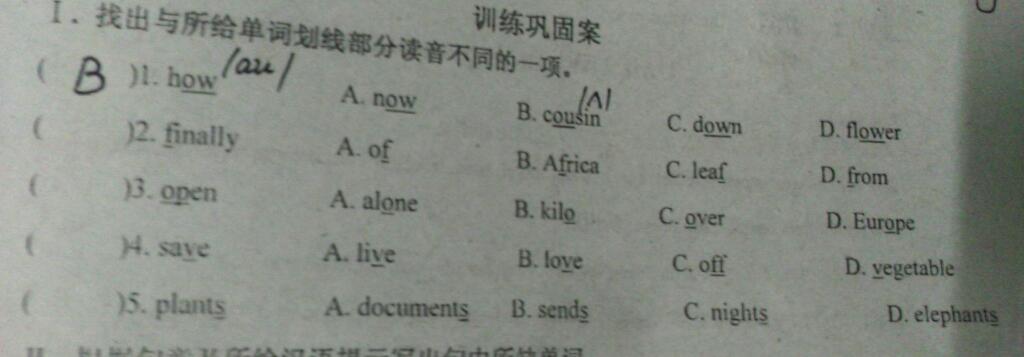 训练巩固案
I. 找出与所给单词划线部分读音不同的一项。
( B )1. how /au/ A. now B. cousin /ʌ/ C. down D. flower
( )2. finally A. of B. Africa C. leaf D. from
( )3. open A. alone B. kilo C. over D. Europe
( )4. save A. live B. love C. off D. vegetable
( )5. plants A. documents B. sends C. nights D. elephants